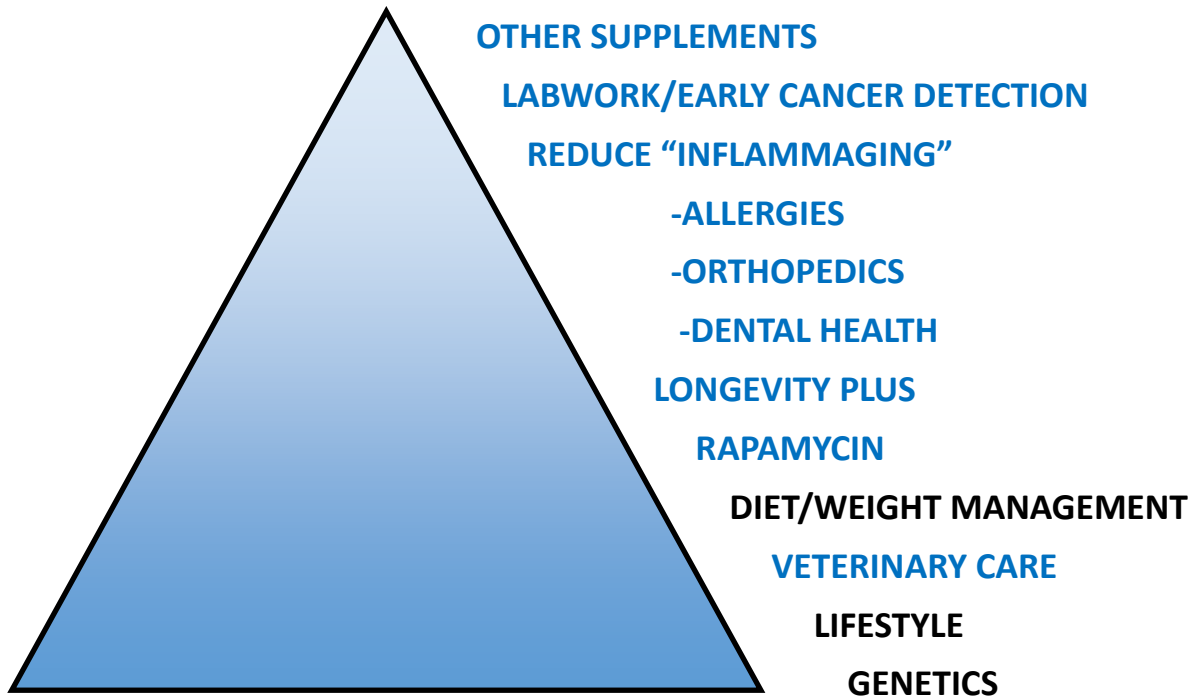 OTHER SUPPLEMENTS
LABWORK/EARLY CANCER DETECTION
REDUCE “INFLAMMAGING”
-ALLERGIES
-ORTHOPEDICS
-DENTAL HEALTH
LONGEVITY PLUS
RAPAMYCIN
DIET/WEIGHT MANAGEMENT
VETERINARY CARE
LIFESTYLE
GENETICS